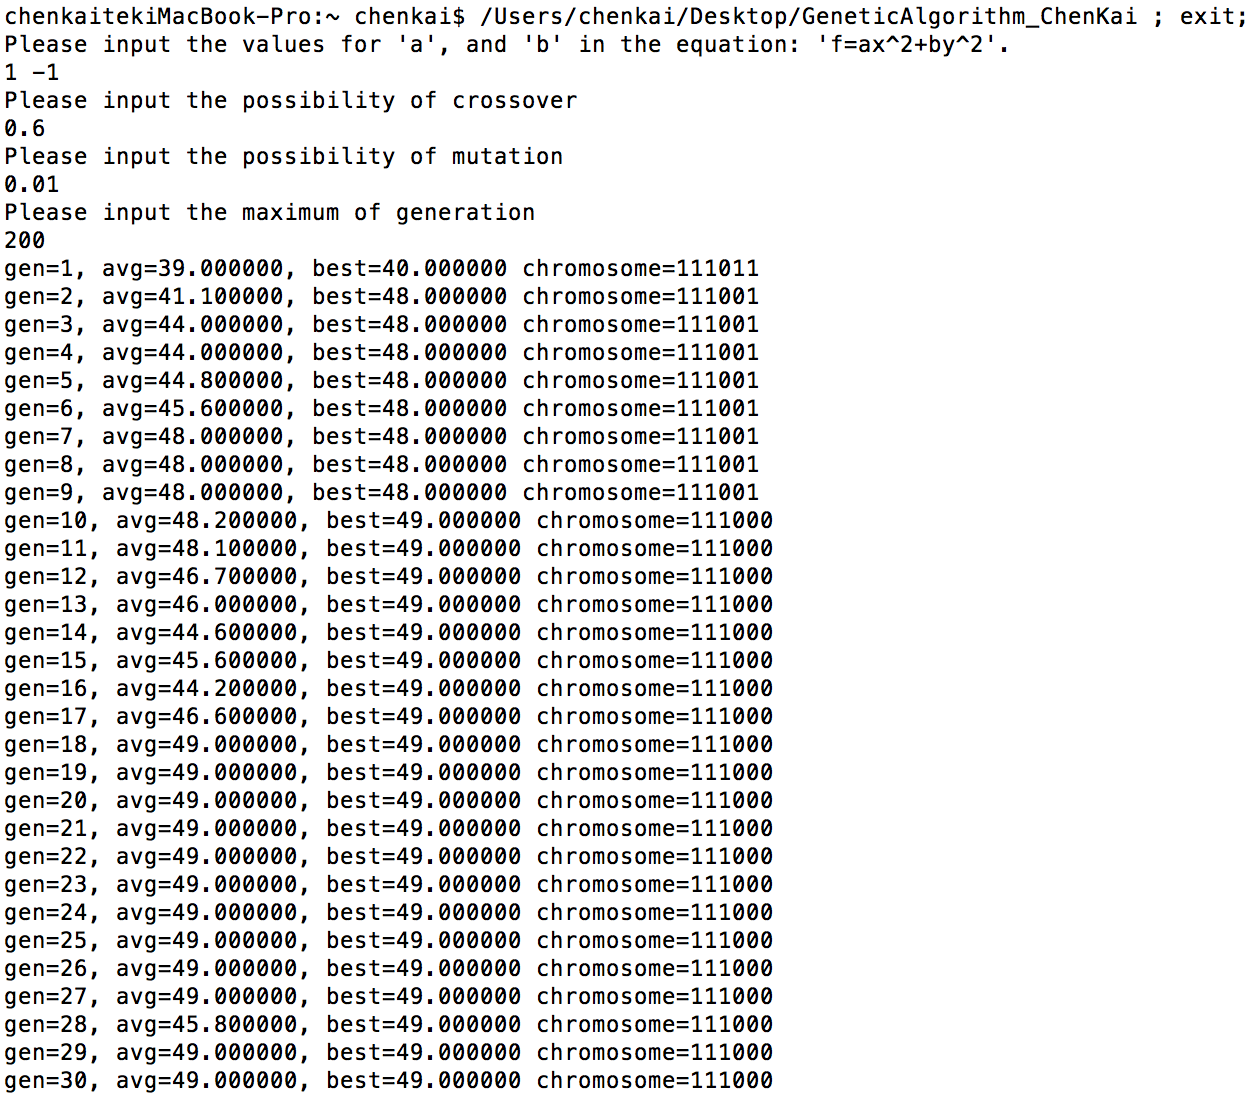 chenkaitekiMacBook-Pro:~ chenkai$ /Users/chenkai/Desktop/GeneticAlgorithm_ChenKai ; exit;
Please input the values for 'a', and 'b' in the equation: 'f=ax^2+by^2'.
1 -1
Please input the possibility of crossover
0.6
Please input the possibility of mutation
0.01
Please input the maximum of generation
200
gen=1, avg=39.000000, best=40.000000 chromosome=111011
gen=2, avg=41.100000, best=48.000000 chromosome=111001
gen=3, avg=44.000000, best=48.000000 chromosome=111001
gen=4, avg=44.000000, best=48.000000 chromosome=111001
gen=5, avg=44.800000, best=48.000000 chromosome=111001
gen=6, avg=45.600000, best=48.000000 chromosome=111001
gen=7, avg=48.000000, best=48.000000 chromosome=111001
gen=8, avg=48.000000, best=48.000000 chromosome=111001
gen=9, avg=48.000000, best=48.000000 chromosome=111001
gen=10, avg=48.200000, best=49.000000 chromosome=111000
gen=11, avg=48.100000, best=49.000000 chromosome=111000
gen=12, avg=46.700000, best=49.000000 chromosome=111000
gen=13, avg=46.000000, best=49.000000 chromosome=111000
gen=14, avg=44.600000, best=49.000000 chromosome=111000
gen=15, avg=45.600000, best=49.000000 chromosome=111000
gen=16, avg=44.200000, best=49.000000 chromosome=111000
gen=17, avg=46.600000, best=49.000000 chromosome=111000
gen=18, avg=49.000000, best=49.000000 chromosome=111000
gen=19, avg=49.000000, best=49.000000 chromosome=111000
gen=20, avg=49.000000, best=49.000000 chromosome=111000
gen=21, avg=49.000000, best=49.000000 chromosome=111000
gen=22, avg=49.000000, best=49.000000 chromosome=111000
gen=23, avg=49.000000, best=49.000000 chromosome=111000
gen=24, avg=49.000000, best=49.000000 chromosome=111000
gen=25, avg=49.000000, best=49.000000 chromosome=111000
gen=26, avg=49.000000, best=49.000000 chromosome=111000
gen=27, avg=49.000000, best=49.000000 chromosome=111000
gen=28, avg=45.800000, best=49.000000 chromosome=111000
gen=29, avg=49.000000, best=49.000000 chromosome=111000
gen=30, avg=49.000000, best=49.000000 chromosome=111000